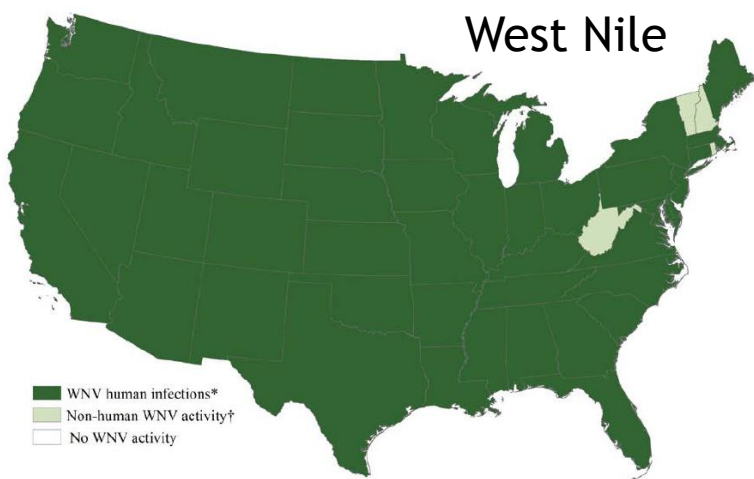 West Nile
WNV human infections*
Non-human WNV activity†
No WNV activity